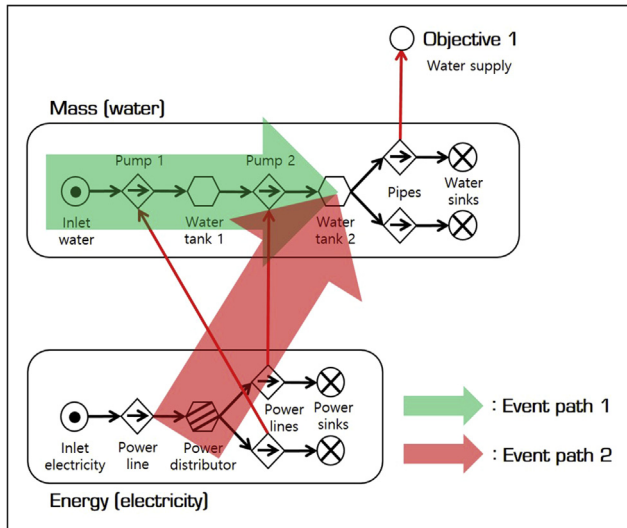 Objective 1
Water supply
Mass (water)
Pump 1
Pump 2
Inlet
water
Water
tank 1
Water
tank 2
Pipes
Water
sinks
Inlet
electricity
Power
line
Power
distributor
Power
lines
Power
sinks
Energy (electricity)
: Event path 1
: Event path 2